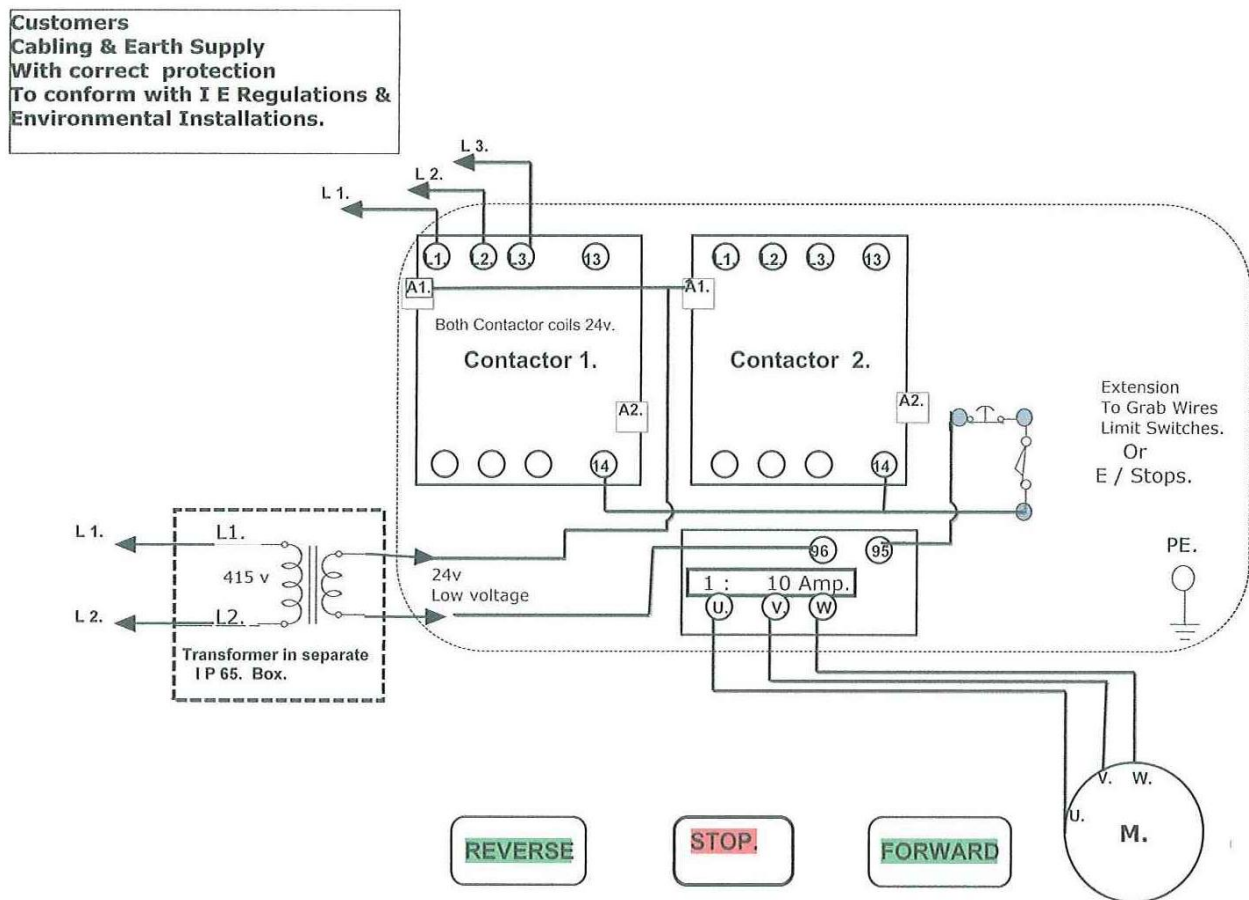 Customers
Cabling & Earth Supply
With correct protection
To conform with I E Regulations &
Environmental Installations.
L 3.
L 2.
L 1.
L1. L2. L3. 13
L1. L2. L3. 13
A1.
A1.
Both Contactor coils 24v.
Contactor 1.
Contactor 2.
A2.
A2.
14
14
Extension
To Grab Wires
Limit Switches.
Or
E / Stops.
L 1.
L1.
415 v
L 2.
L2.
Transformer in separate
I P 65. Box.
24v
Low voltage
96 95
1 : 10 Amp.
U. V. W
PE.
V. W.
U.
M.
REVERSE
STOP.
FORWARD